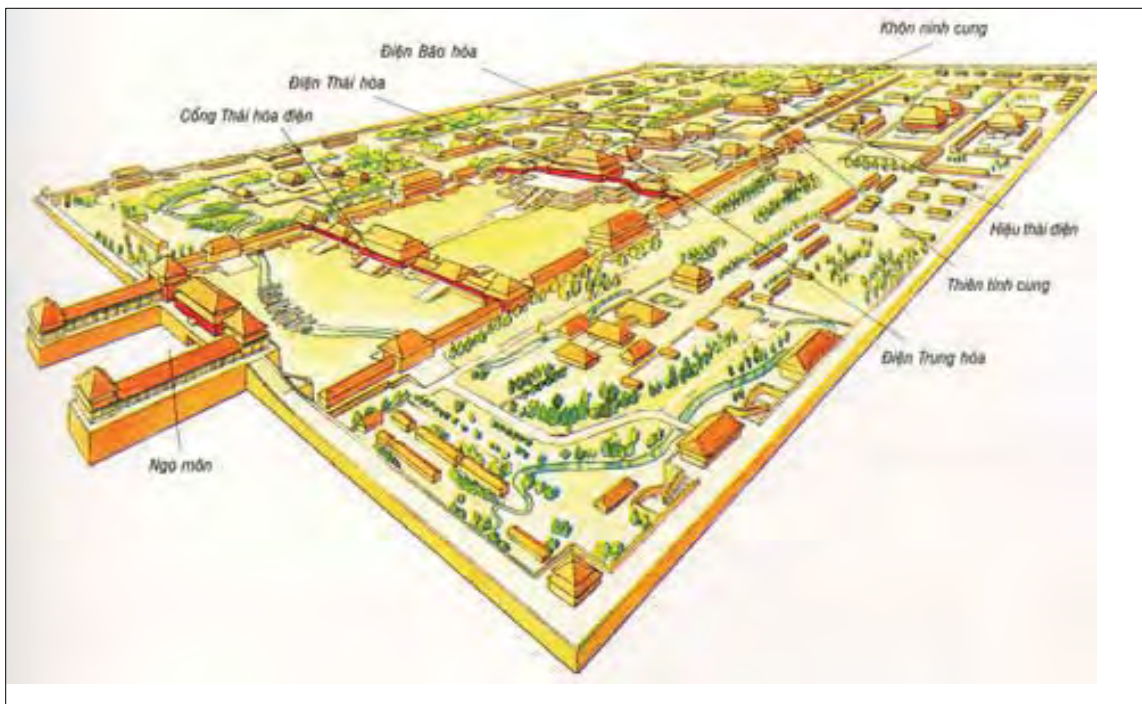 Khôn ninh cung
Điện Bảo hòa
Điện Thái hòa
Cổng Thái hòa điện
Hiệu thái điện
Thiên tính cung
Điện Trung hòa
Ngọ môn